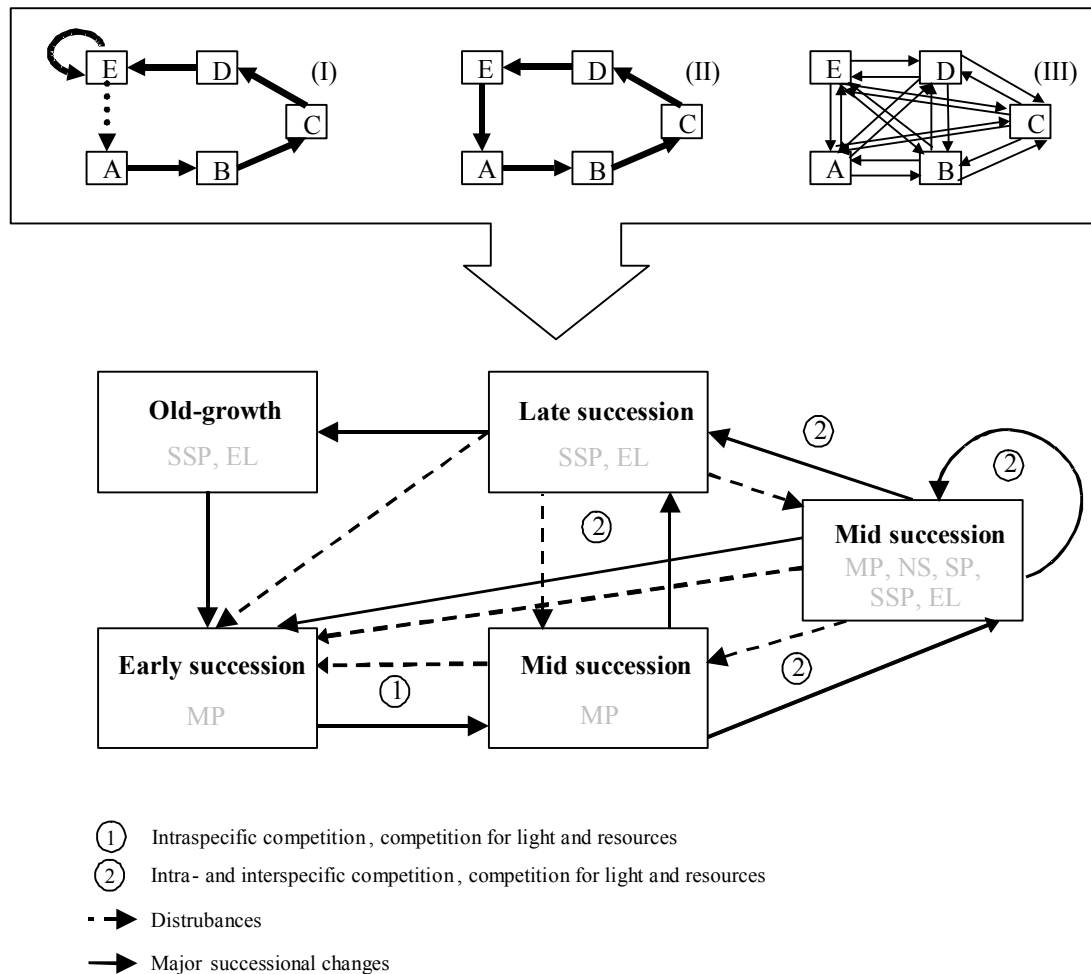 E D (I)
C
A B
E D (II)
C
A B
E D (III)
C
A B
Old-growth
SSP, EL
Late succession
SSP, EL
2
2
2
Mid succession
MP, NS, SP,
SSP, EL
Early succession
MP
1
Mid succession
MP
2
1 Intraspecific competition, competition for light and resources
2 Intra- and interspecific competition, competition for light and resources
Distrubances
Major successional changes